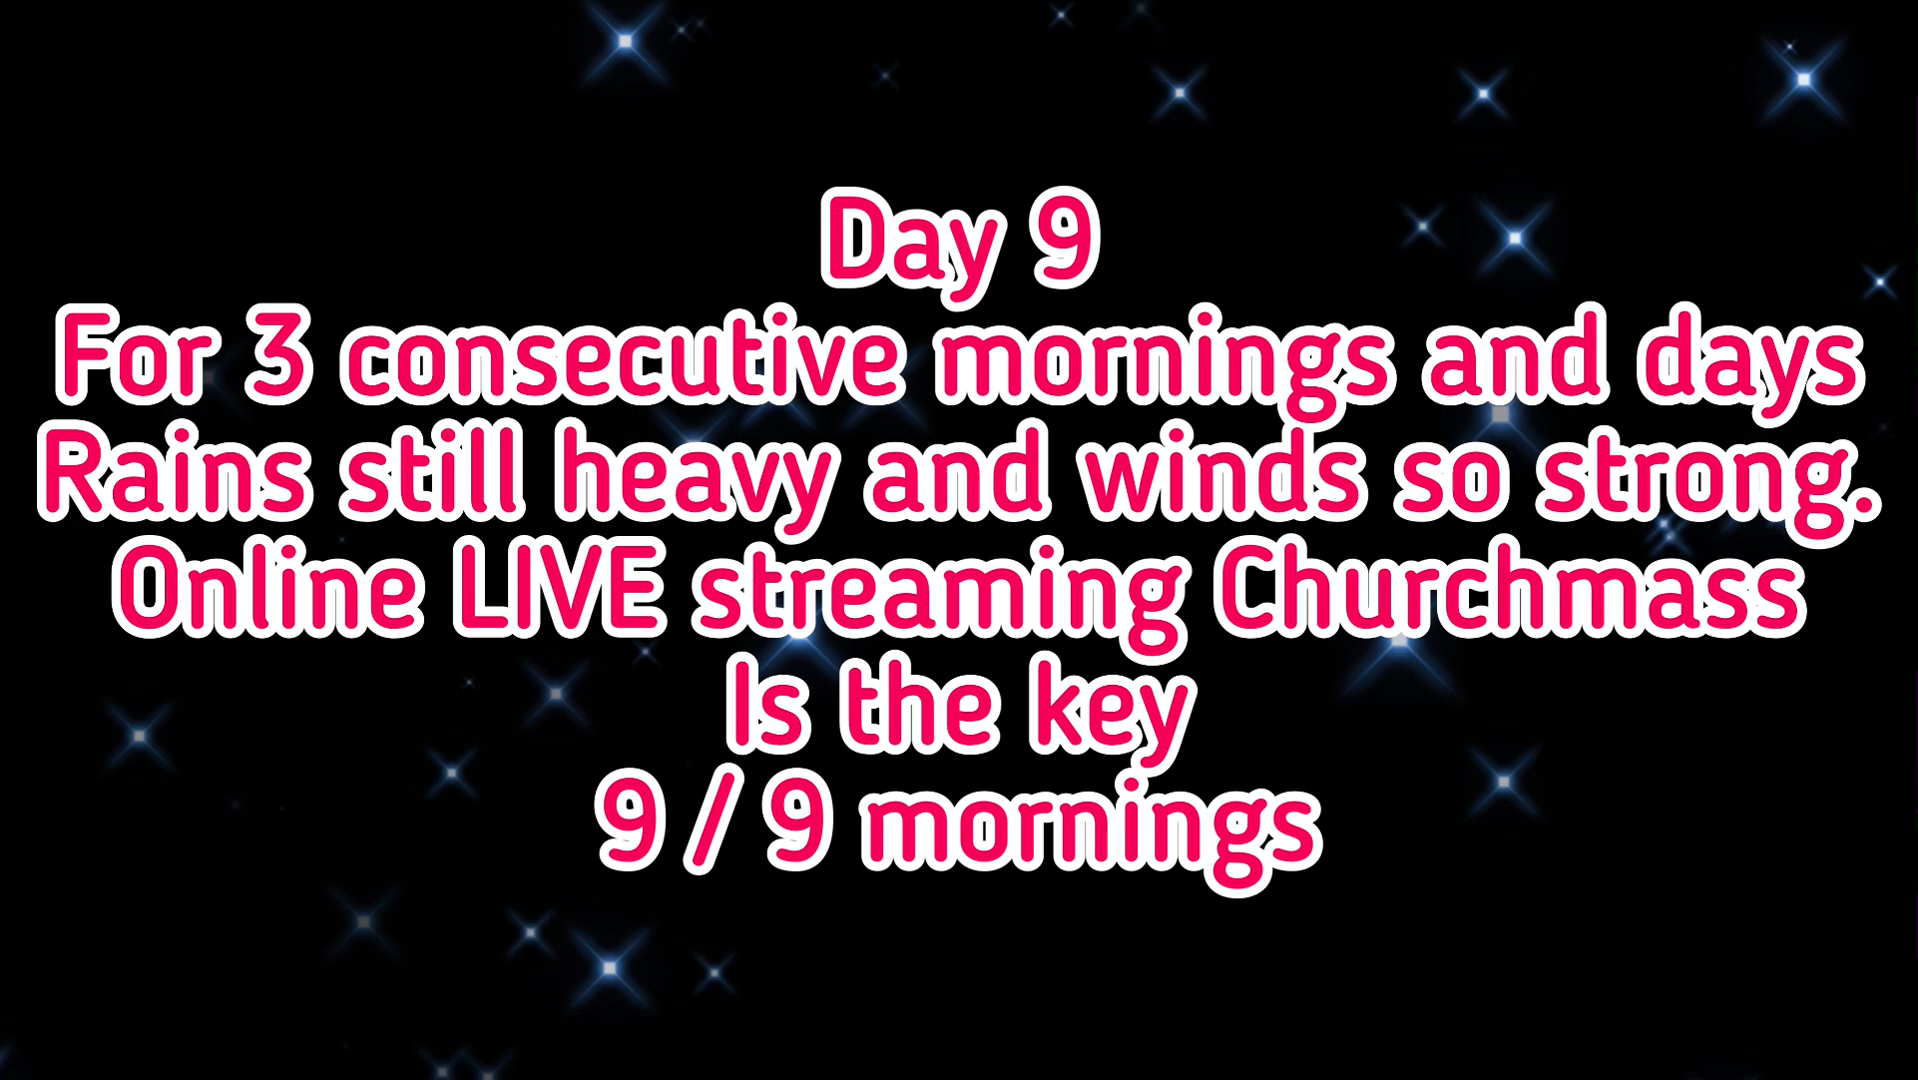 Day 9
For 3 consecutive mornings and days
Rains still heavy and winds so strong.
Online LIVE streaming Churchmass
Is the key
9 / 9 mornings